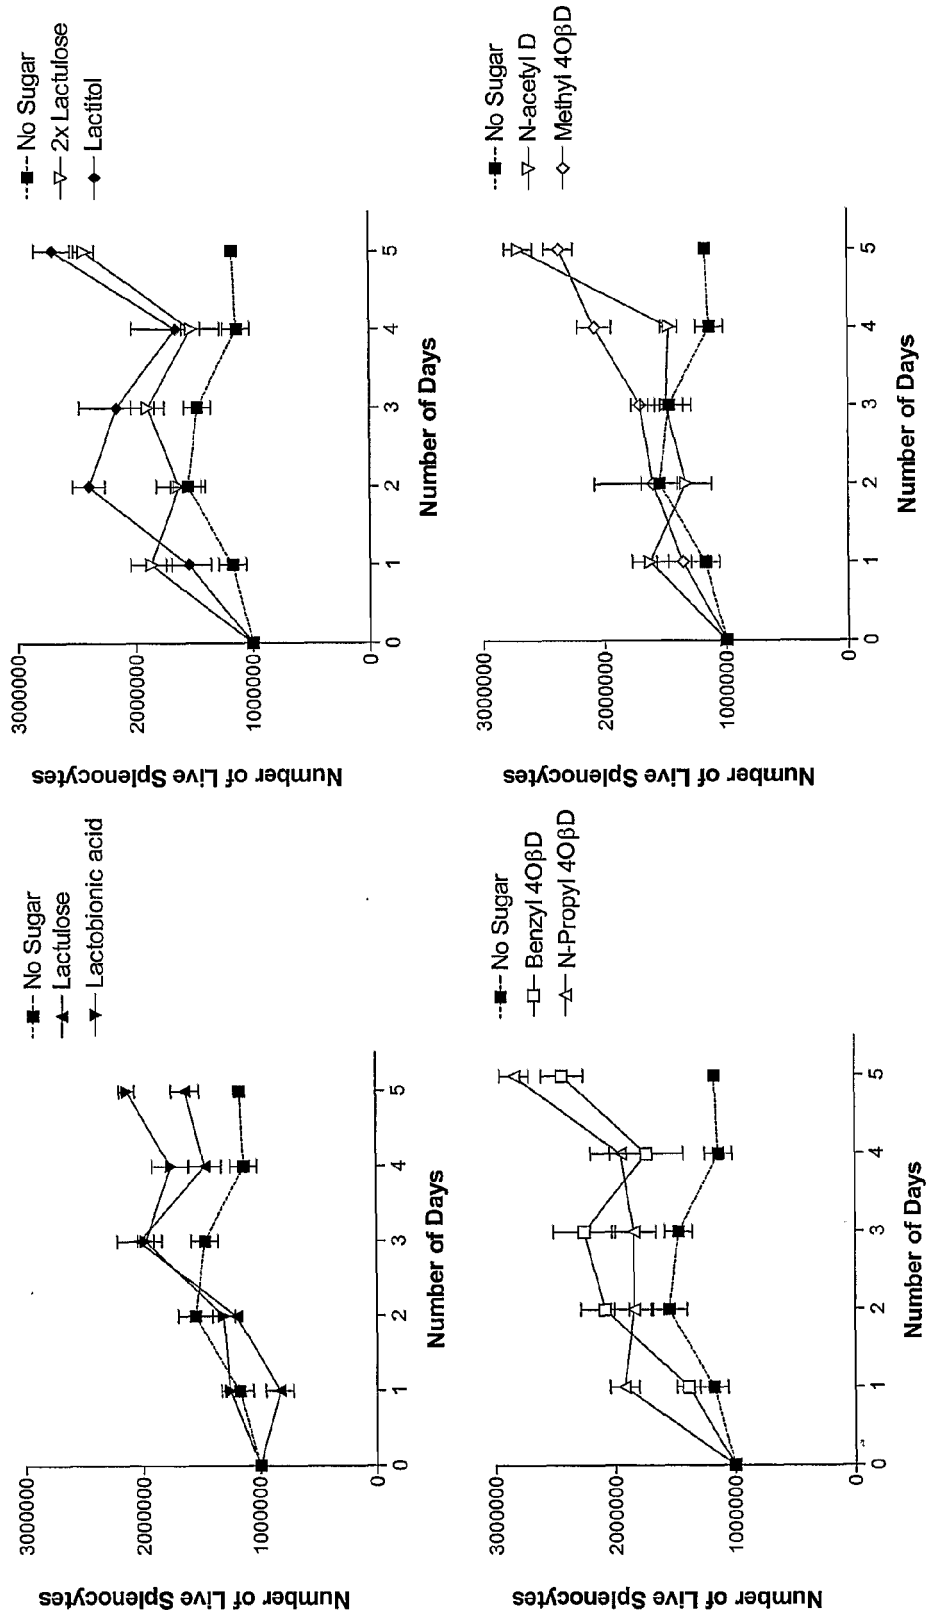 3000000
2000000
1000000
0
Number of Live Splenocytes
0
1
2
3
4
5
Number of Days
No Sugar
Lactulose
Lactobionic acid
3000000
2000000
1000000
0
Number of Live Splenocytes
0
1
2
3
4
5
Number of Days
No Sugar
2x Lactulose
Lactitol
3000000
2000000
1000000
0
Number of Live Splenocytes
0
1
2
3
4
5
Number of Days
No Sugar
Benzyl 4OβD
N-Propyl 4OβD
3000000
2000000
1000000
0
Number of Live Splenocytes
0
1
2
3
4
5
Number of Days
No Sugar
N-acetyl D
Methyl 4OβD